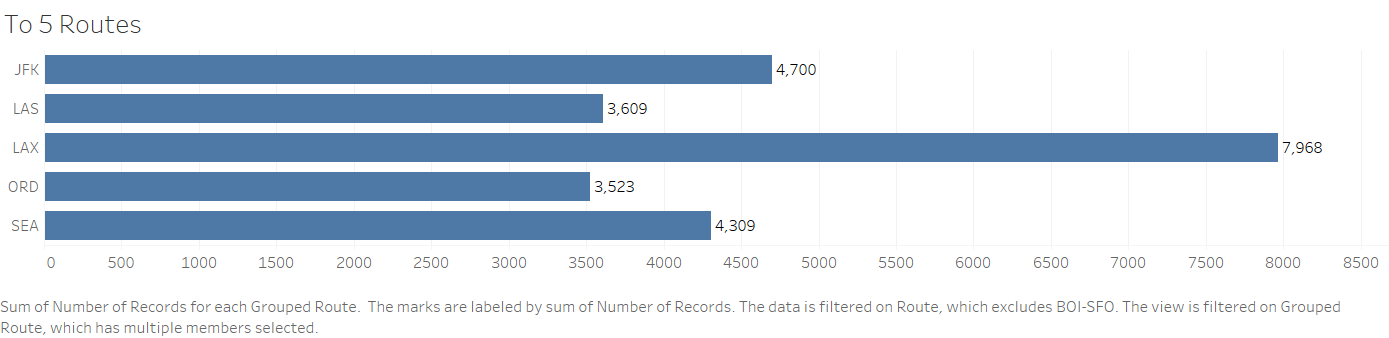 To 5 Routes
JFK 4,700
LAS 3,609
LAX 7,968
ORD 3,523
SEA 4,309
0 500 1000 1500 2000 2500 3000 3500 4000 4500 5000 5500 6000 6500 7000 7500 8000 8500
Sum of Number of Records for each Grouped Route.  The marks are labeled by sum of Number of Records. The data is filtered on Route, which excludes BOI-SFO. The view is filtered on Grouped
Route, which has multiple members selected.